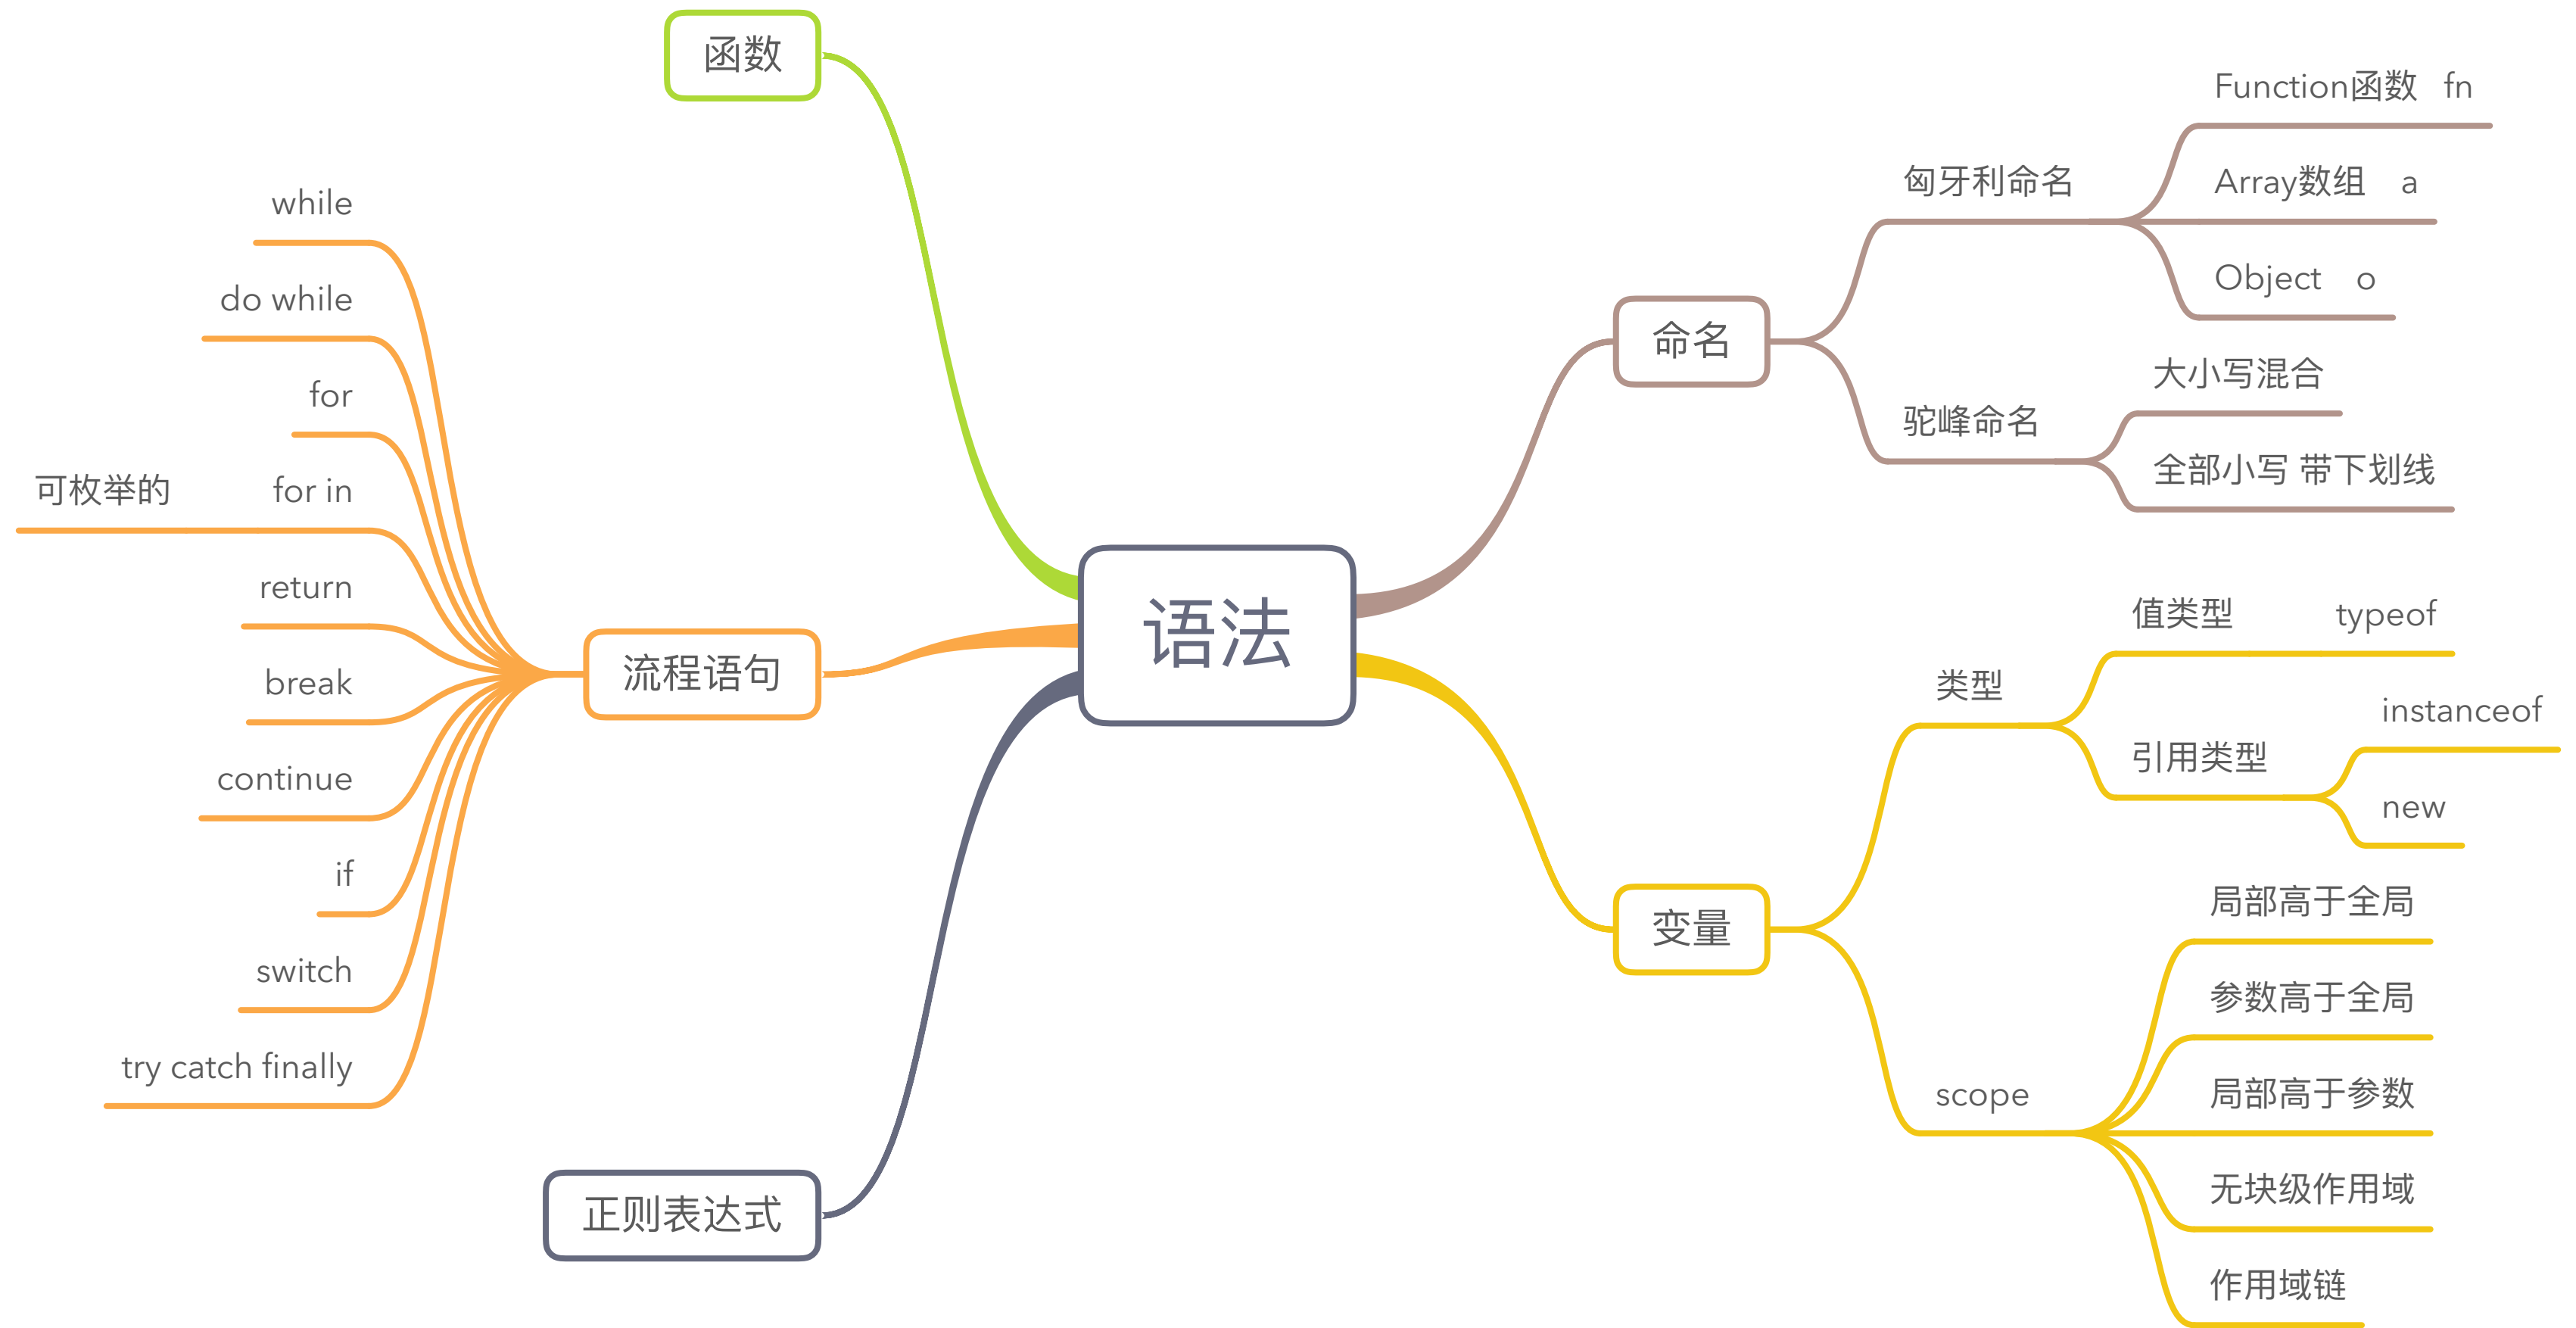 函数
while
do while
for
可枚举的 for in
return
break
continue
if
switch
try catch finally
流程语句
正则表达式
语法
命名
匈牙利命名
Function函数 fn
Array数组 a
Object o
驼峰命名
大小写混合
全部小写 带下划线
变量
类型
值类型 typeof
引用类型
instanceof
new
scope
局部高于全局
参数高于全局
局部高于参数
无块级作用域
作用域链